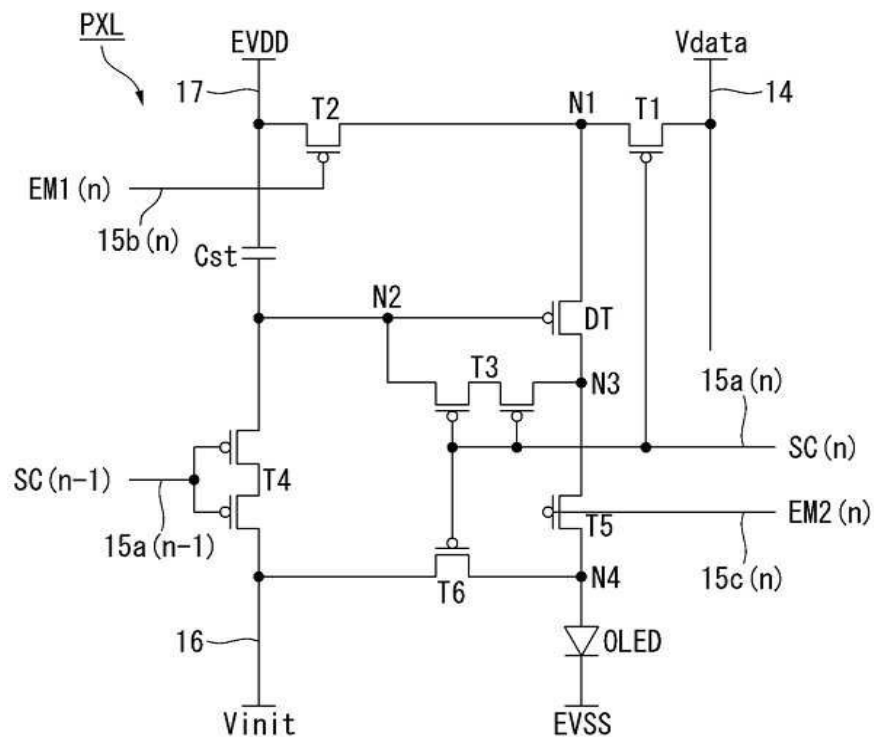 PXL
EVDD
Vdata
17
T2
N1
T1
14
EM1(n)
15b(n)
Cst
N2
DT
T3
N3
15a(n)
SC(n)
SC(n-1)
T4
15a(n-1)
EM2(n)
T5
15c(n)
T6
N4
16
OLED
Vinit
EVSS